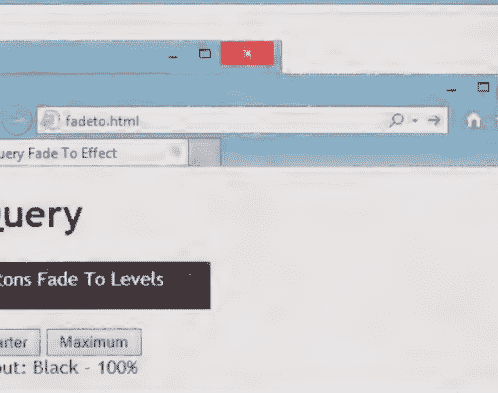 fadeto.html
uery Fade To Effect
uery
tons Fade To Levels
arter Maximum
out: Black - 100%